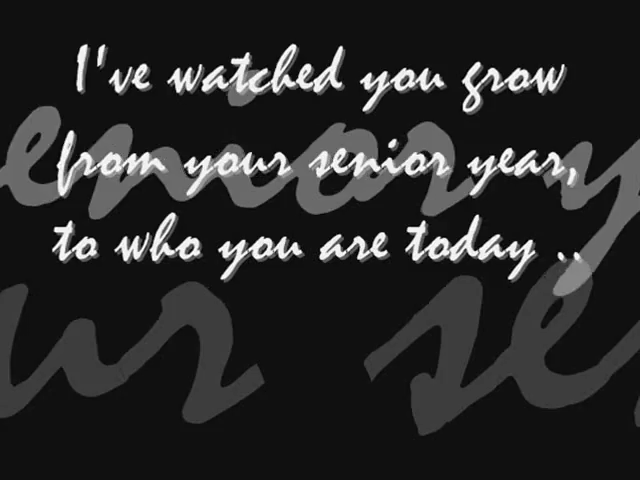 I've watched you grow
from your senior year,
to who you are today ..